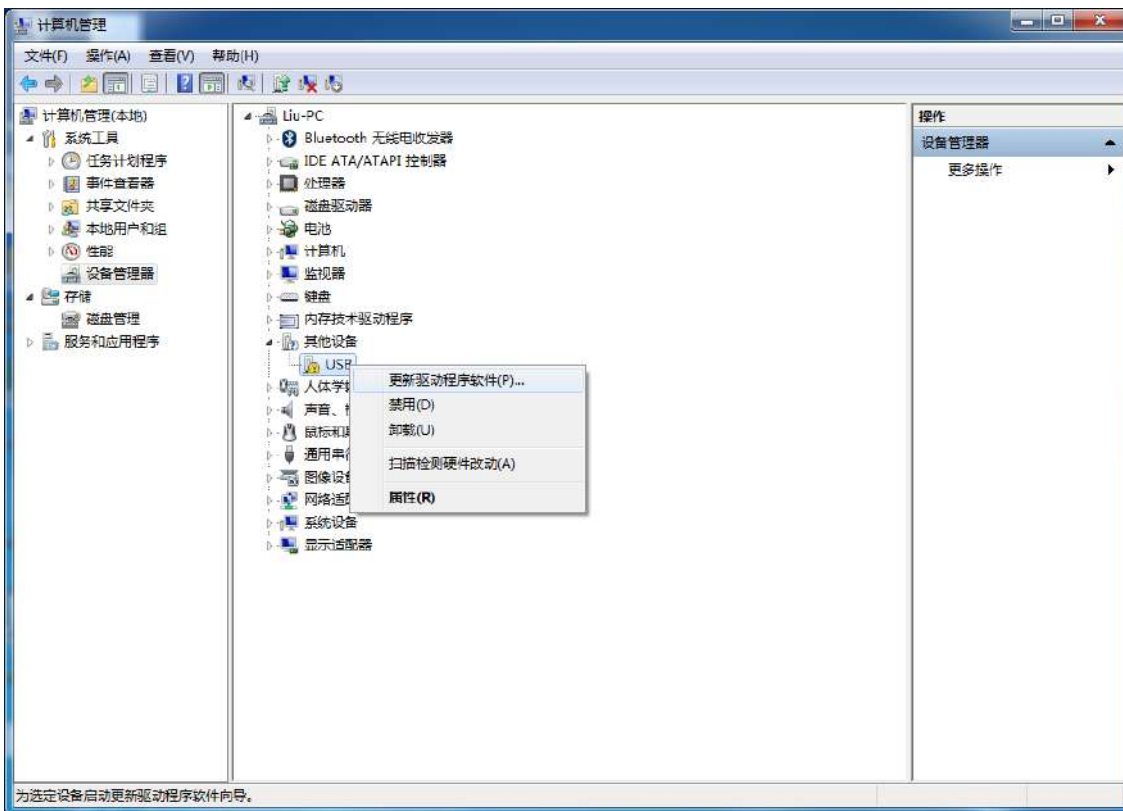 计算机管理
文件(F) 操作(A) 查看(V) 帮助(H)
计算机管理(本地)
系统工具
任务计划程序
事件查看器
共享文件夹
本地用户和组
性能
设备管理器
存储
磁盘管理
服务和应用程序
Liu-PC
Bluetooth 无线电收发器
IDE ATA/ATAPI 控制器
处理器
磁盘驱动器
电池
计算机
监视器
键盘
内存技术驱动程序
其他设备
USB
人体学
声音、
鼠标和
通用串
图像设
网络适
系统设备
显示适配器
更新驱动程序软件(P)...
禁用(D)
卸载(U)
扫描检测硬件改动(A)
属性(R)
操作
设备管理器
更多操作
为选定设备启动更新驱动程序软件向导。